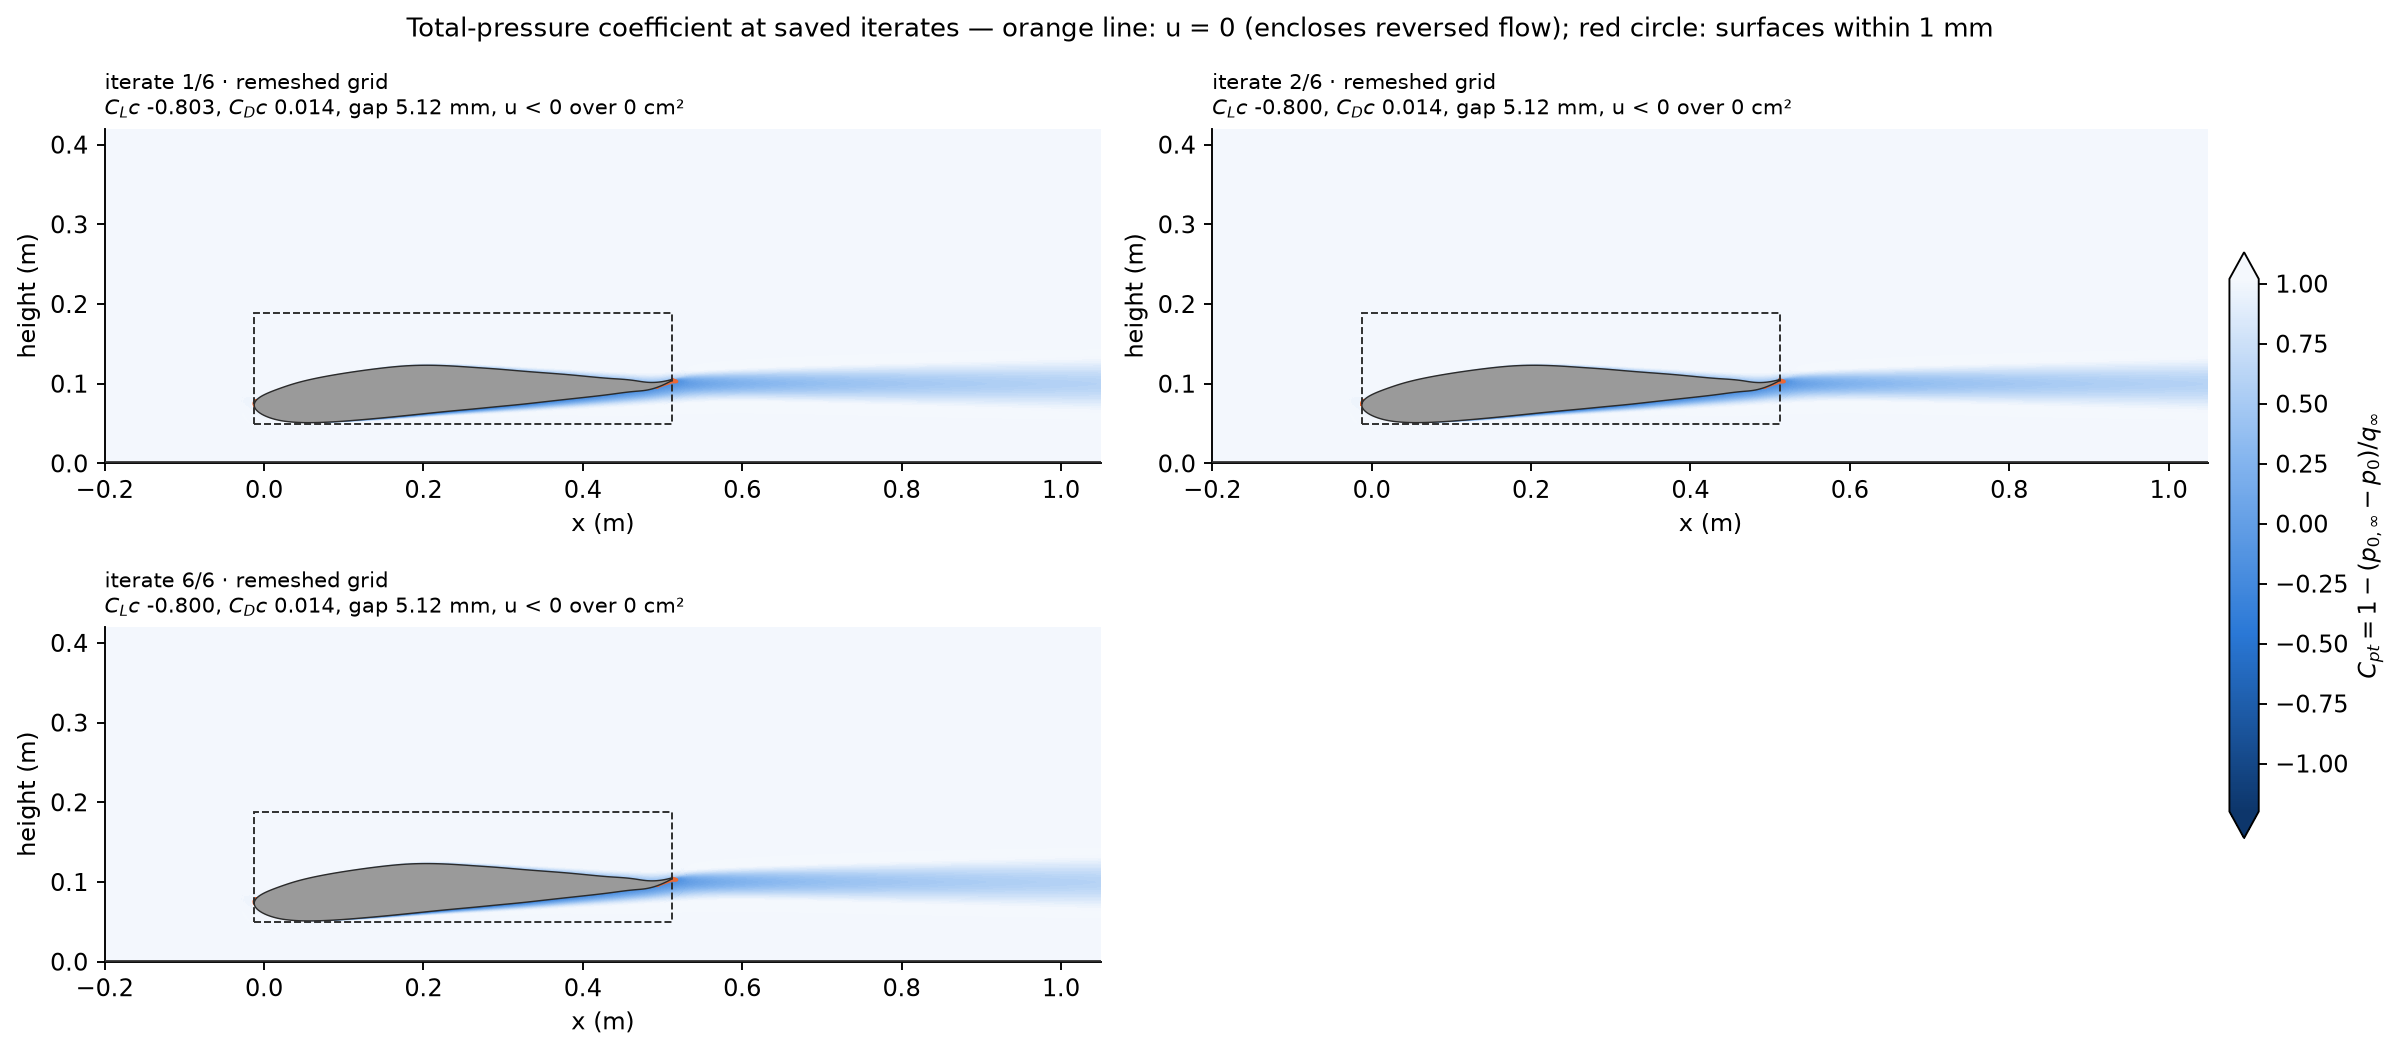 Total-pressure coefficient at saved iterates — orange line: u = 0 (encloses reversed flow); red circle: surfaces within 1 mm
iterate 1/6 · remeshed grid
C_Lc -0.803, C_Dc 0.014, gap 5.12 mm, u < 0 over 0 cm²
0.4
0.3
0.2
0.1
0.0
height (m)
−0.2 0.0 0.2 0.4 0.6 0.8 1.0
x (m)
iterate 2/6 · remeshed grid
C_Lc -0.800, C_Dc 0.014, gap 5.12 mm, u < 0 over 0 cm²
0.4
0.3
0.2
0.1
0.0
height (m)
−0.2 0.0 0.2 0.4 0.6 0.8 1.0
x (m)
iterate 6/6 · remeshed grid
C_Lc -0.800, C_Dc 0.014, gap 5.12 mm, u < 0 over 0 cm²
0.4
0.3
0.2
0.1
0.0
height (m)
−0.2 0.0 0.2 0.4 0.6 0.8 1.0
x (m)
1.00
0.75
0.50
0.25
0.00
−0.25
−0.50
−0.75
−1.00
C_pt = 1 − (p_0,∞ − p_0)/q_∞